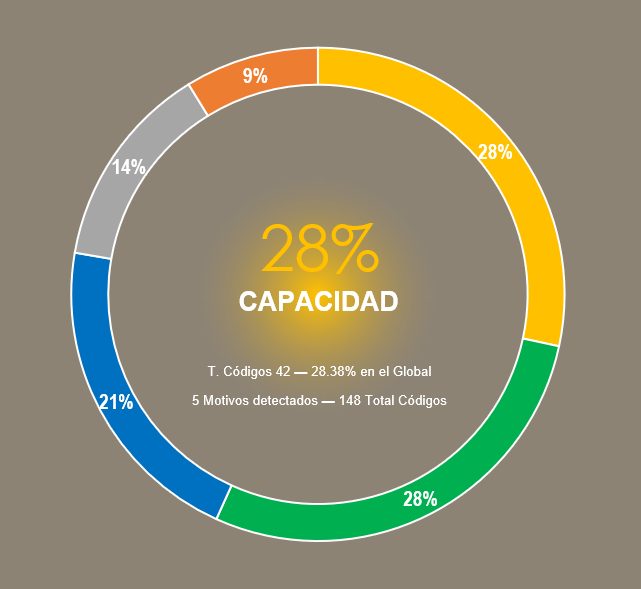 9%
28%
14%
28%
CAPACIDAD
T. Códigos 42 — 28.38% en el Global
5 Motivos detectados — 148 Total Códigos
21%
28%